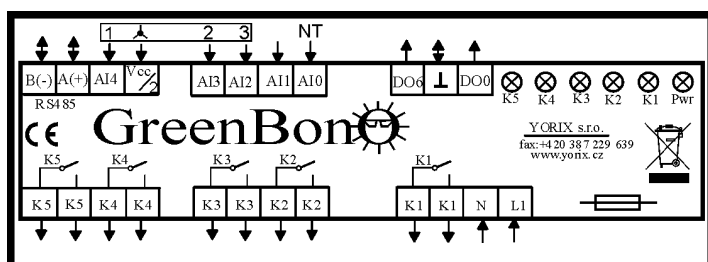 1 2 3 NT
B(-) A(+) AI4 Vcc/2 AI3 AI2 AI1 AI0 DO6 DO0
RS485
K5 K4 K3 K2 K1 Pwr
CE GreenBonO
YORIX s.r.o.
fax:+420 387 229 639
www.yorix.cz
K5 K4 K3 K2 K1
K5 K5 K4 K4 K3 K3 K2 K2 K1 K1 N L1